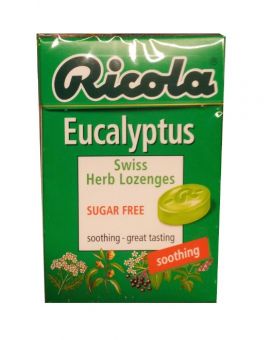 Ricola
Eucalyptus
Swiss
Herb Lozenges
SUGAR FREE
soothing - great tasting
soothing